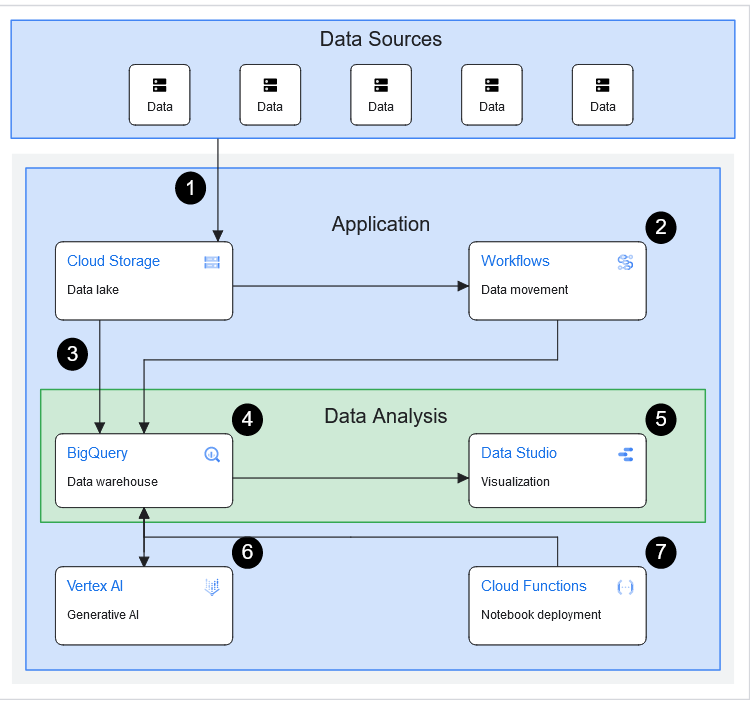 Data Sources
Data
Data
Data
Data
Data
1
Application
2
Cloud Storage
Data lake
Workflows
Data movement
3
Data Analysis
4
5
BigQuery
Data warehouse
Data Studio
Visualization
6
7
Vertex AI
Generative AI
Cloud Functions
Notebook deployment